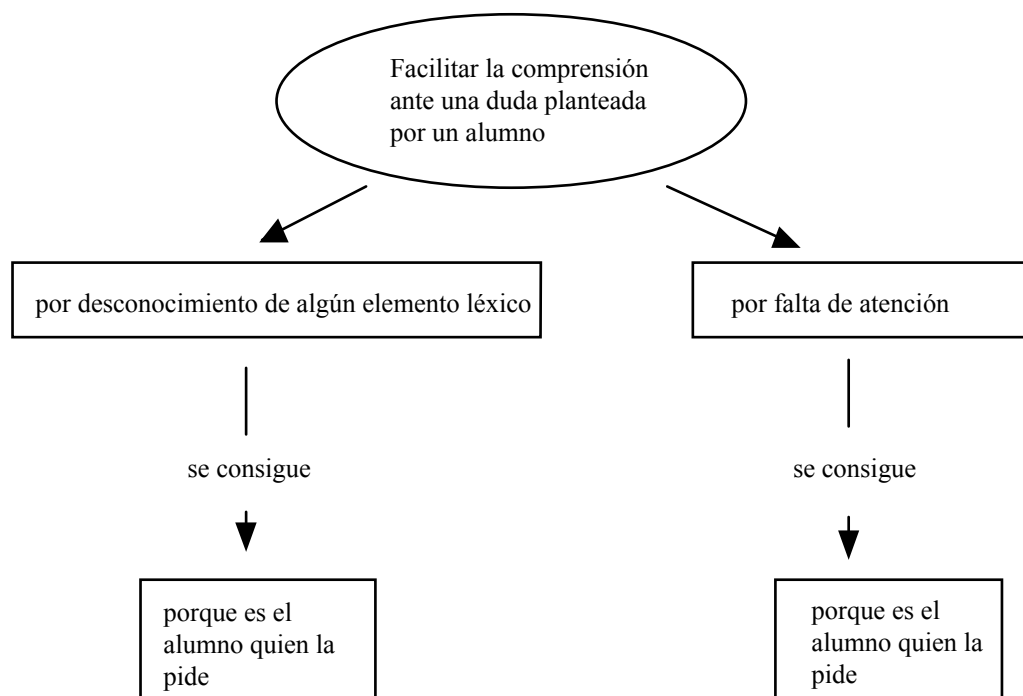 Facilitar la comprensión
ante una duda planteada
por un alumno
por desconocimiento de algún elemento léxico
por falta de atención
se consigue
se consigue
porque es el
alumno quien la
pide
porque es el
alumno quien la
pide